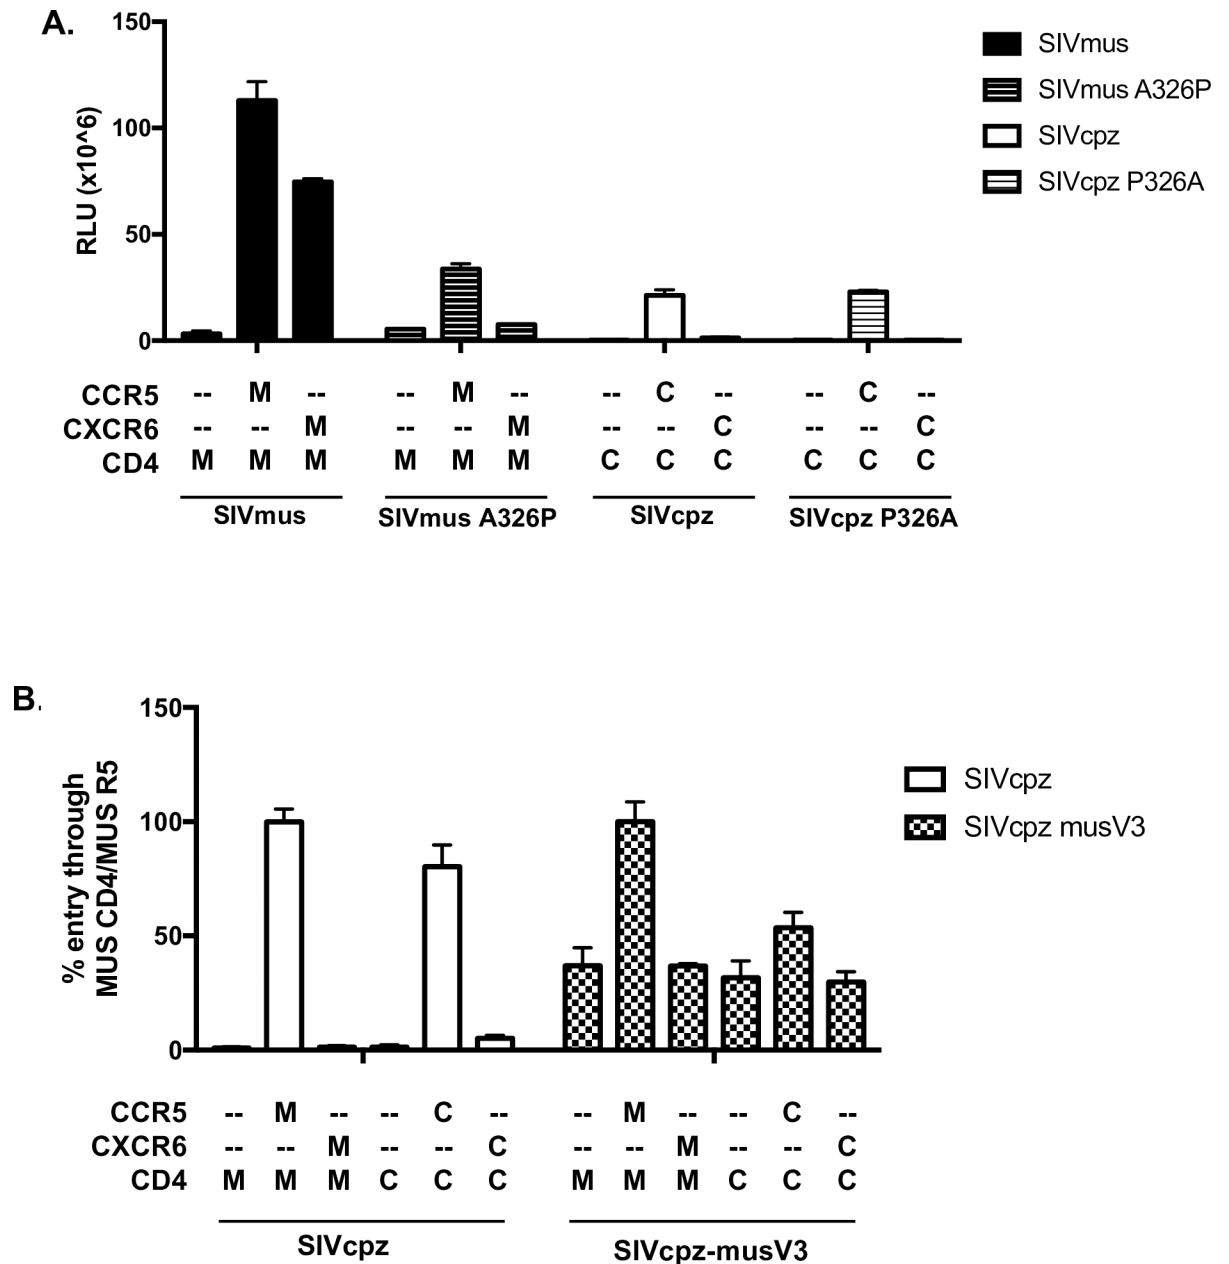 A.
150
100
50
0
RLU (x10^6)
SIVmus
SIVmus A326P
SIVcpz
SIVcpz P326A
CCR5 -- M -- -- M -- -- C -- -- C --
CXCR6 -- -- M -- -- M -- -- C -- -- C
CD4 M M M M M M C C C C C C
SIVmus SIVmus A326P SIVcpz SIVcpz P326A
B.
150
100
50
0
% entry through
MUS CD4/MUS R5
SIVcpz
SIVcpz musV3
CCR5 -- M -- -- C -- -- M -- -- C --
CXCR6 -- -- M -- -- C -- -- M -- -- C
CD4 M M M C C C M M M C C C
SIVcpz SIVcpz-musV3